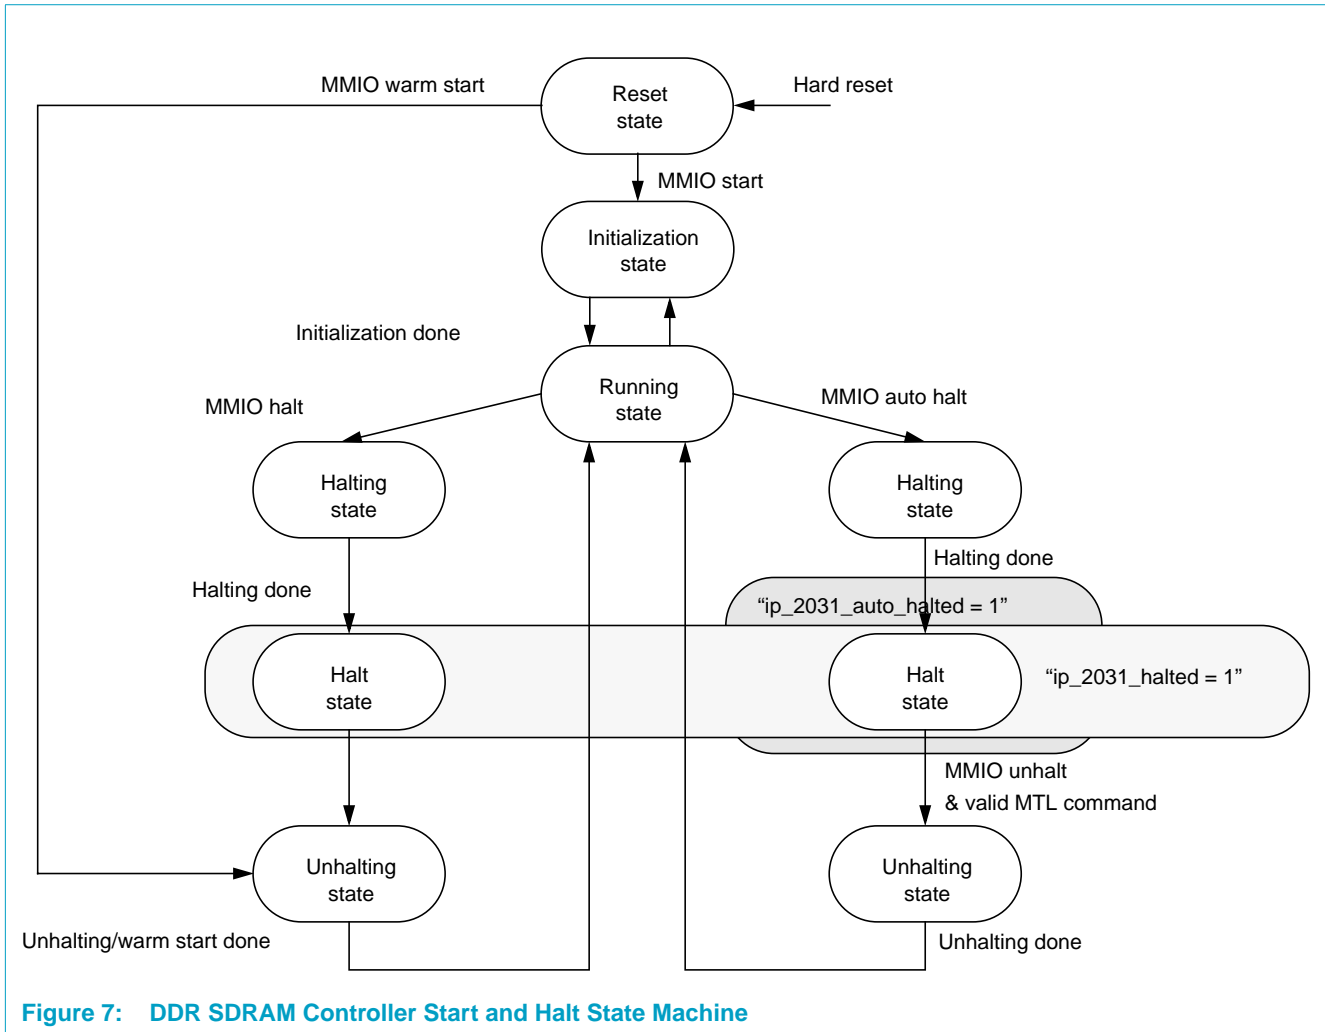 MMIO warm start
Reset
state
Hard reset
MMIO start
Initialization
state
Initialization done
Running
state
MMIO halt
MMIO auto halt
Halting
state
Halting
state
Halting done
Halting done
“ip_2031_auto_halted = 1”
Halt
state
Halt
state
“ip_2031_halted = 1”
MMIO unhalt
& valid MTL command
Unhalting
state
Unhalting
state
Unhalting/warm start done
Unhalting done
Figure 7: DDR SDRAM Controller Start and Halt State Machine